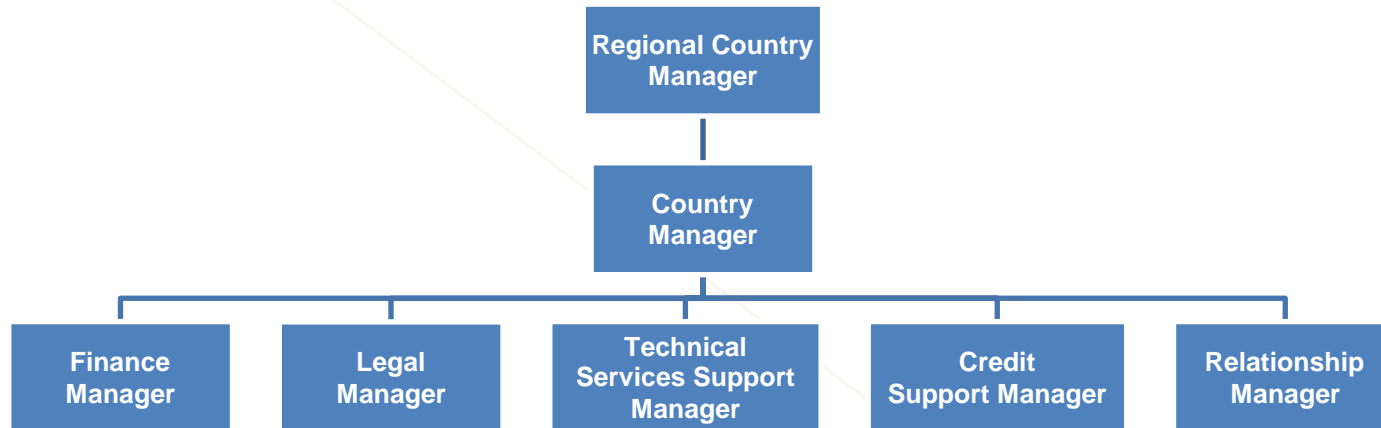 Regional Country
Manager
Country
Manager
Finance
Manager
Legal
Manager
Technical
Services Support
Manager
Credit
Support Manager
Relationship
Manager